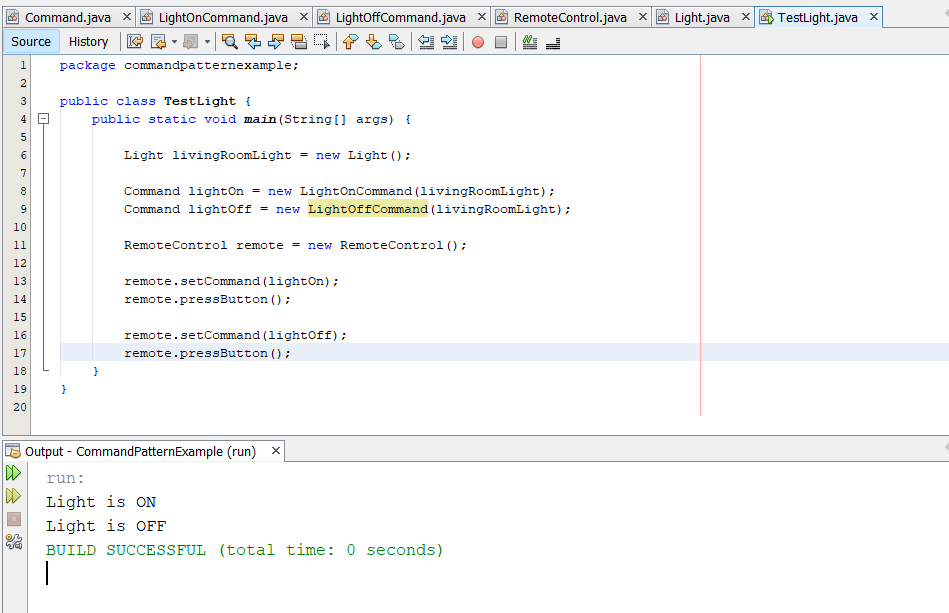 Command.java LightOnCommand.java LightOffCommand.java RemoteControl.java Light.java TestLight.java
Source History
1 package commandpatternexample;
2
3 public class TestLight {
4 public static void main(String[] args) {
5
6 Light livingRoomLight = new Light();
7
8 Command lightOn = new LightOnCommand(livingRoomLight);
9 Command lightOff = new LightOffCommand(livingRoomLight);
10
11 RemoteControl remote = new RemoteControl();
12
13 remote.setCommand(lightOn);
14 remote.pressButton();
15
16 remote.setCommand(lightOff);
17 remote.pressButton();
18 }
19 }
20
Output - CommandPatternExample (run)
run:
Light is ON
Light is OFF
BUILD SUCCESSFUL (total time: 0 seconds)